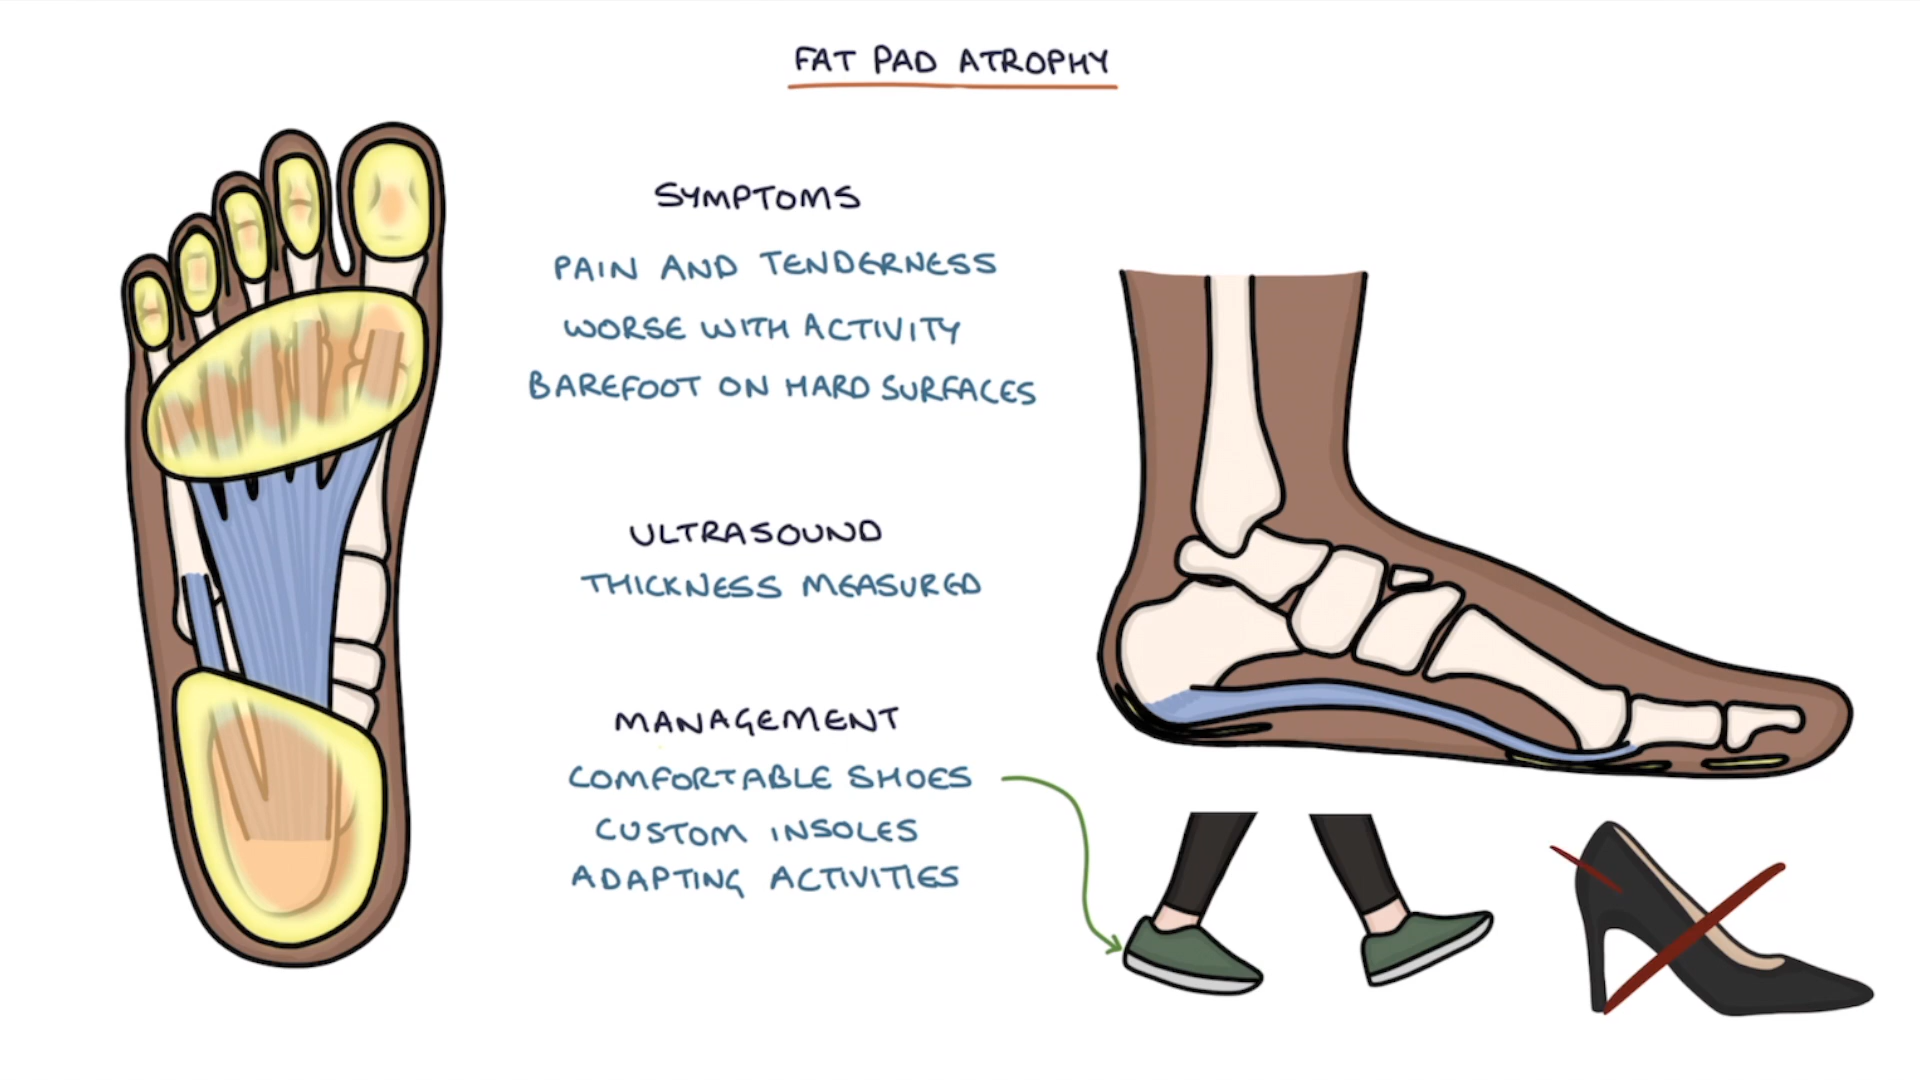 FAT PAD ATROPHY
SYMPTOMS
PAIN AND TENDERNESS
WORSE WITH ACTIVITY
BAREFOOT ON HARD SURFACES
ULTRASOUND
THICKNESS MEASURED
MANAGEMENT
COMFORTABLE SHOES
CUSTOM INSOLES
ADAPTING ACTIVITIES